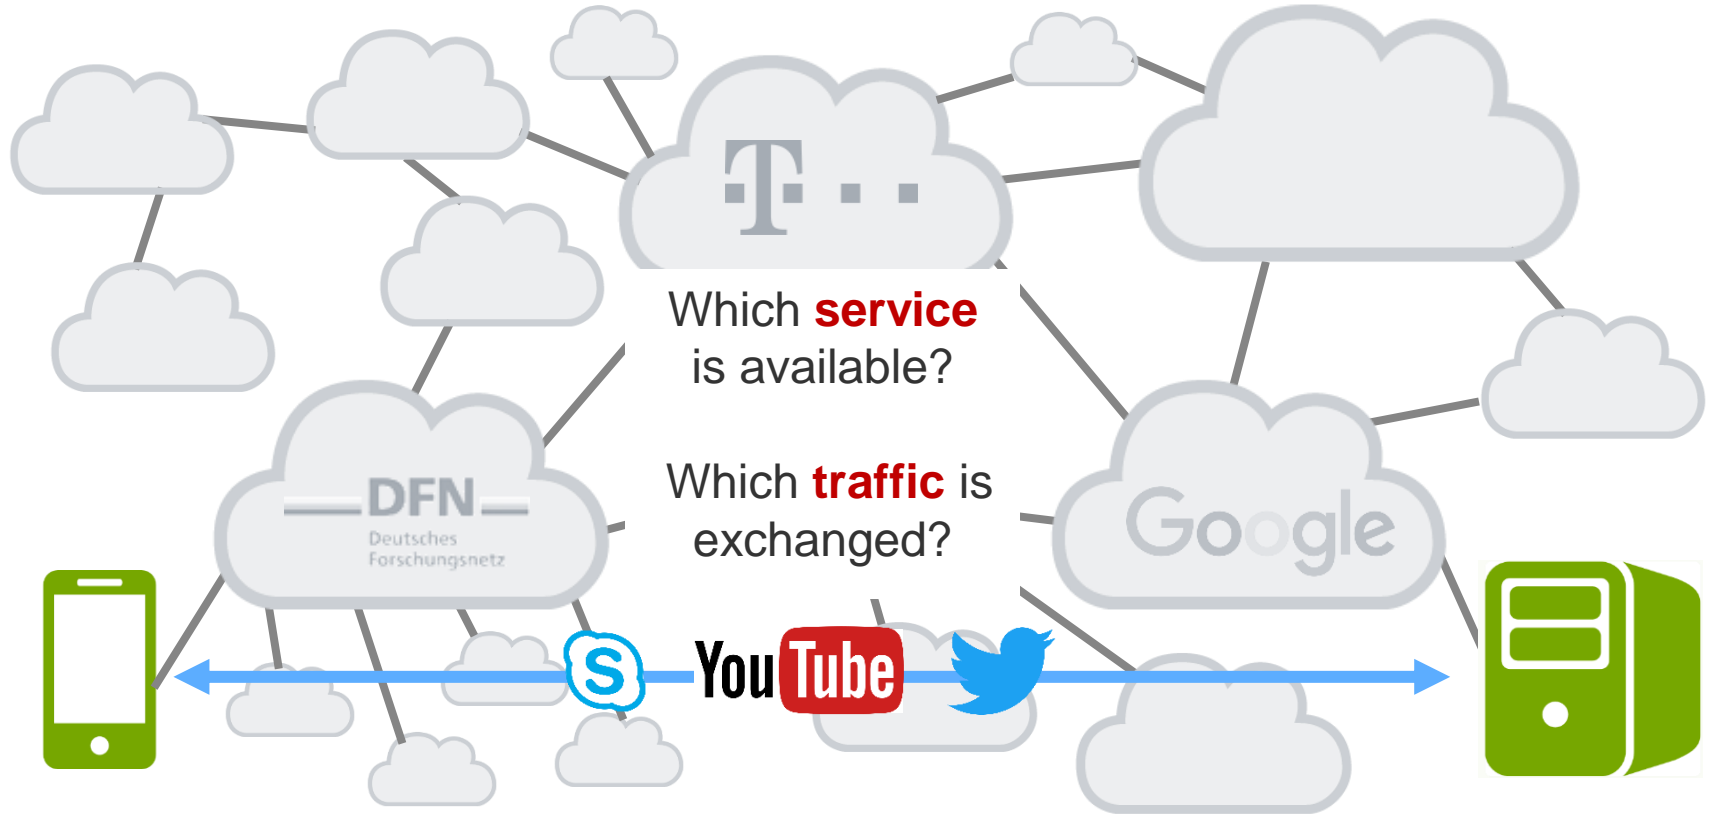 T
Which service
is available?
Which traffic is
exchanged?
DFN
Deutsches
Forschungsnetz
Google
S
YouTube